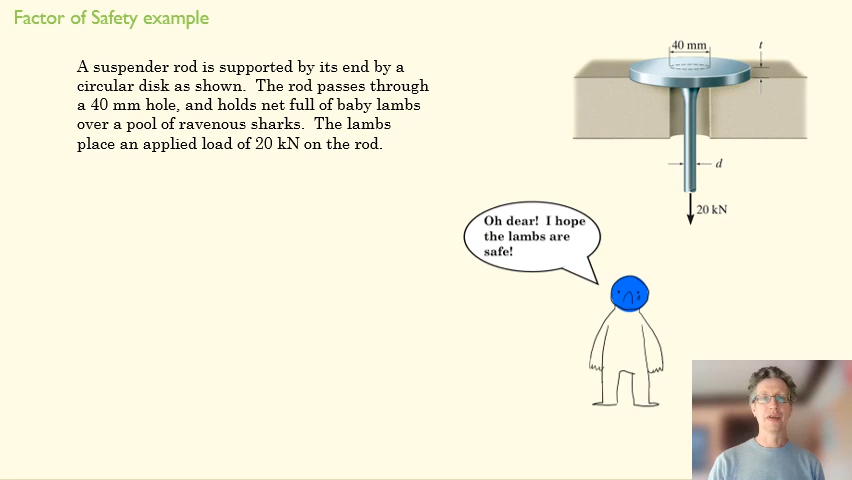 Factor of Safety example
A suspender rod is supported by its end by a
circular disk as shown.  The rod passes through
a 40 mm hole, and holds net full of baby lambs
over a pool of ravenous sharks.  The lambs
place an applied load of 20 kN on the rod.
40 mm
t
d
20 kN
Oh dear!  I hope
the lambs are
safe!